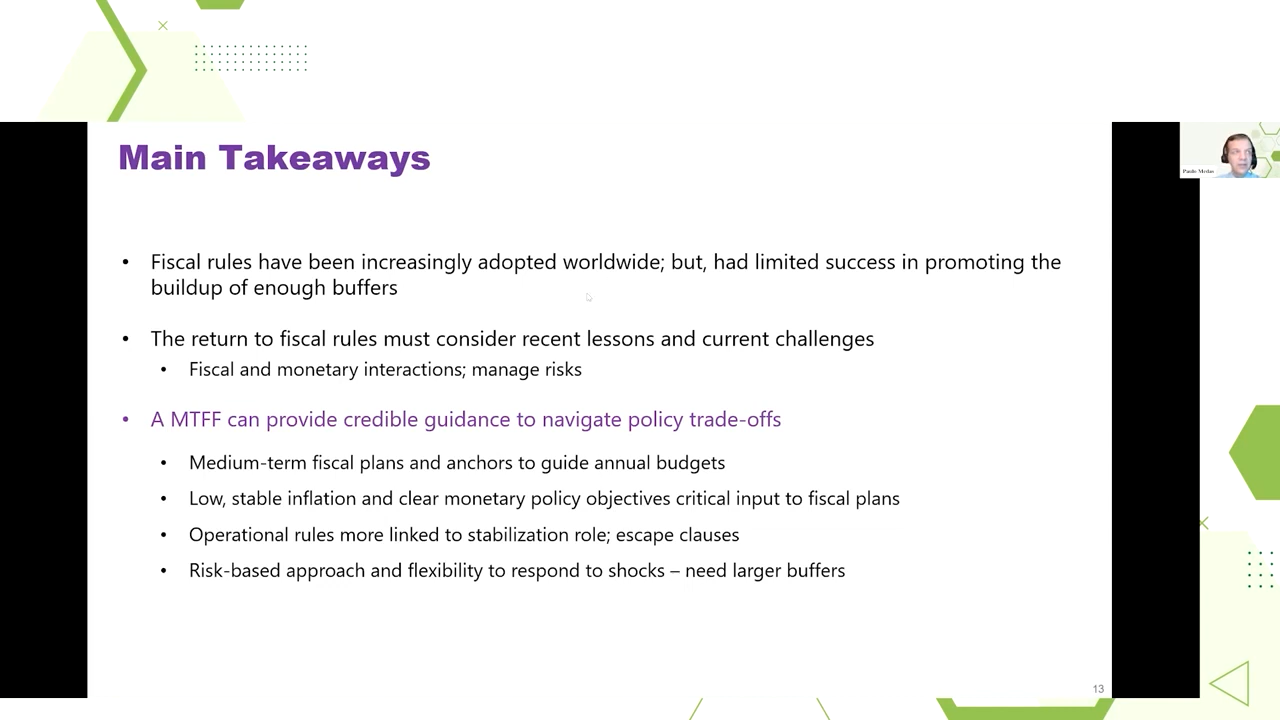 Main Takeaways
Paulo Medas
• Fiscal rules have been increasingly adopted worldwide; but, had limited success in promoting the
buildup of enough buffers
• The return to fiscal rules must consider recent lessons and current challenges
• Fiscal and monetary interactions; manage risks
• A MTFF can provide credible guidance to navigate policy trade-offs
• Medium-term fiscal plans and anchors to guide annual budgets
• Low, stable inflation and clear monetary policy objectives critical input to fiscal plans
• Operational rules more linked to stabilization role; escape clauses
• Risk-based approach and flexibility to respond to shocks – need larger buffers
13